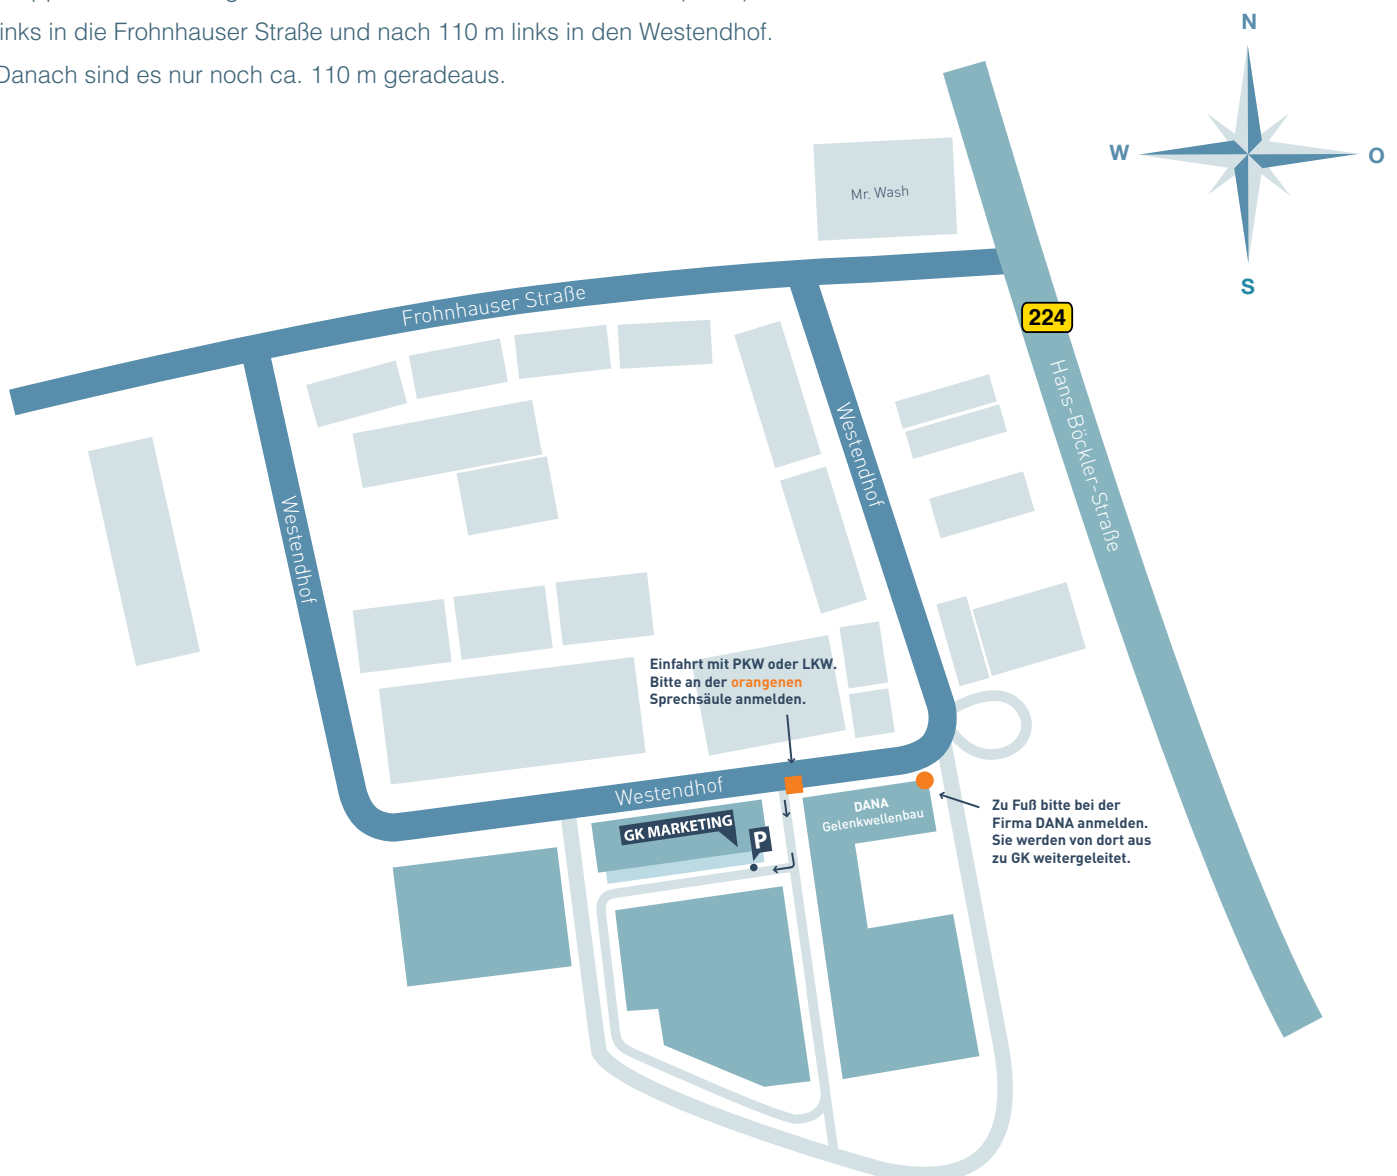 links in die Frohnhauser Straße und nach 110 m links in den Westendhof.
Danach sind es nur noch ca. 110 m geradeaus.
N
W
O
S
Mr. Wash
Frohnhauser Straße
224
Hans-Böckler-Straße
Westendhof
Westendhof
Einfahrt mit PKW oder LKW.
Bitte an der orangenen
Sprechsäule anmelden.
Westendhof
GK MARKETING
P
DANA
Gelenkwellenbau
Zu Fuß bitte bei der
Firma DANA anmelden.
Sie werden von dort aus
zu GK weitergeleitet.